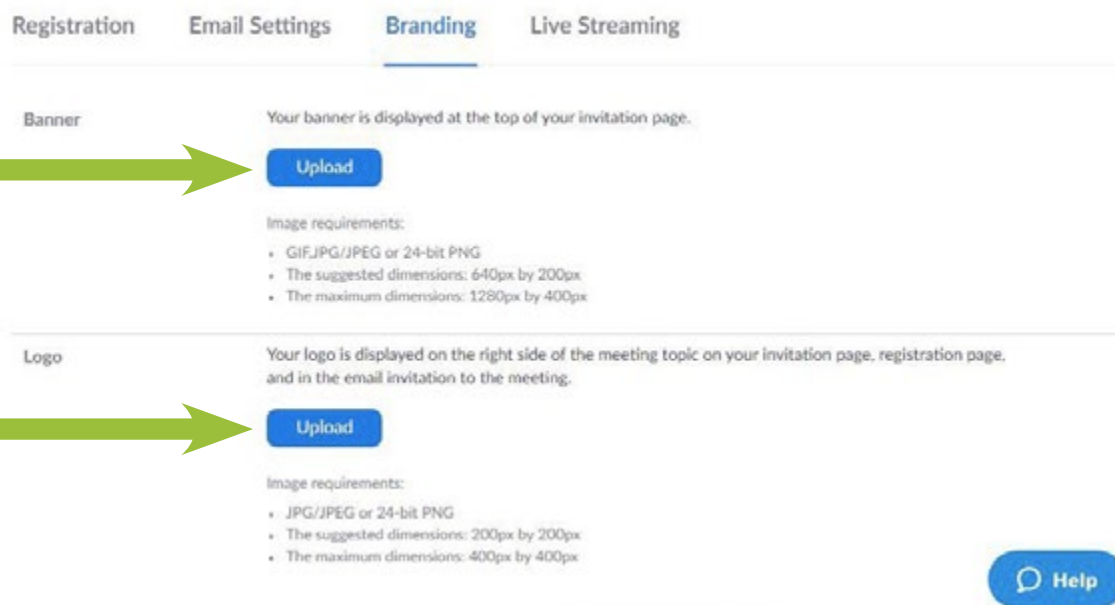 Registration Email Settings Branding Live Streaming
Banner Your banner is displayed at the top of your invitation page.
Upload
Image requirements:
• GIF,JPG/JPEG or 24-bit PNG
• The suggested dimensions: 640px by 200px
• The maximum dimensions: 1280px by 400px
Logo Your logo is displayed on the right side of the meeting topic on your invitation page, registration page,
and in the email invitation to the meeting.
Upload
Image requirements:
• JPG/JPEG or 24-bit PNG
• The suggested dimensions: 200px by 200px
• The maximum dimensions: 400px by 400px
Help